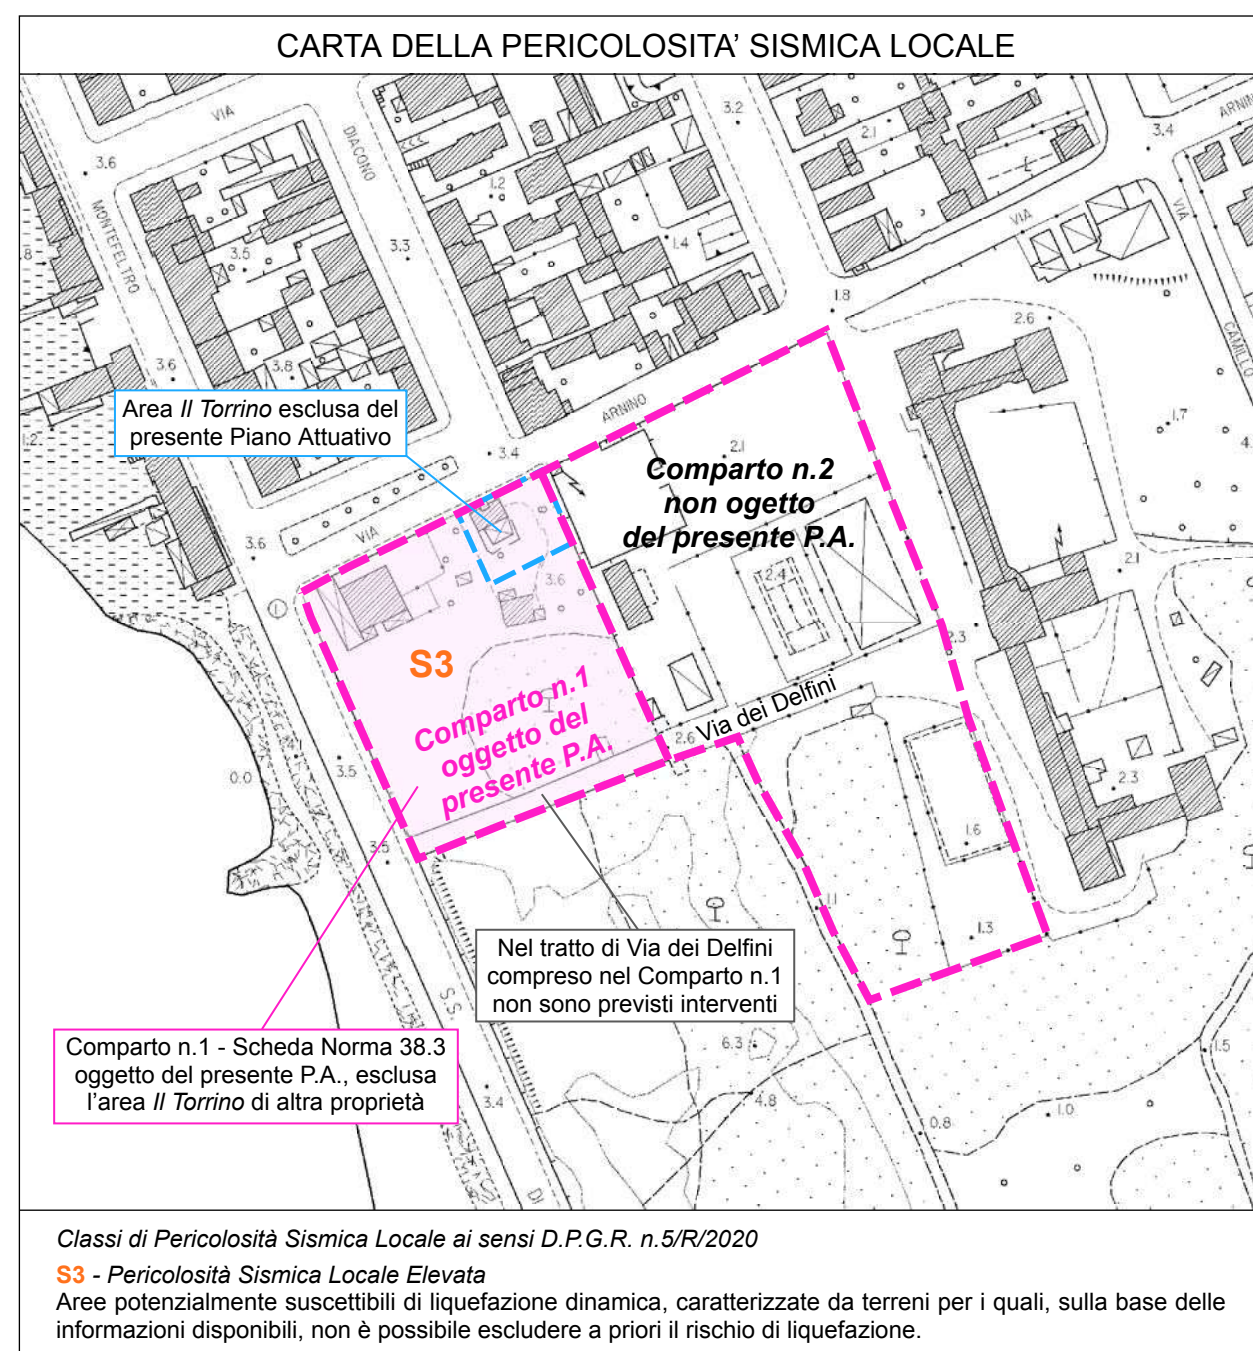 CARTA DELLA PERICOLOSITA’ SISMICA LOCALE
VIA
DIACONO
3.6
MONTEFELTRO
3.5
3.3
3.8
3.6
1.2
1.4
3.2
2.1
3.4
ARNINO
VIA
VIA
CAMILLO
1.8
2.6
1.7
Area Il Torrino esclusa del
presente Piano Attuativo
ARNINO
3.4
VIA
3.6
2.1
Comparto n.2
non ogetto
del presente P.A.
3.6
2.4
2.1
2.3
S3
Comparto n.1
oggetto del
presente P.A.
Via dei Delfini
2.6
0.0
3.5
3.5
2.3
1.6
1.3
1.1
Nel tratto di Via dei Delfini
compreso nel Comparto n.1
non sono previsti interventi
S.S.
DI
Comparto n.1 - Scheda Norma 38.3
oggetto del presente P.A., esclusa
l’area Il Torrino di altra proprietà
3.4
6.3
4.8
0.8
1.0
1.5
Classi di Pericolosità Sismica Locale ai sensi D.P.G.R. n.5/R/2020
S3 - Pericolosità Sismica Locale Elevata
Aree potenzialmente suscettibili di liquefazione dinamica, caratterizzate da terreni per i quali, sulla base delle
informazioni disponibili, non è possibile escludere a priori il rischio di liquefazione.